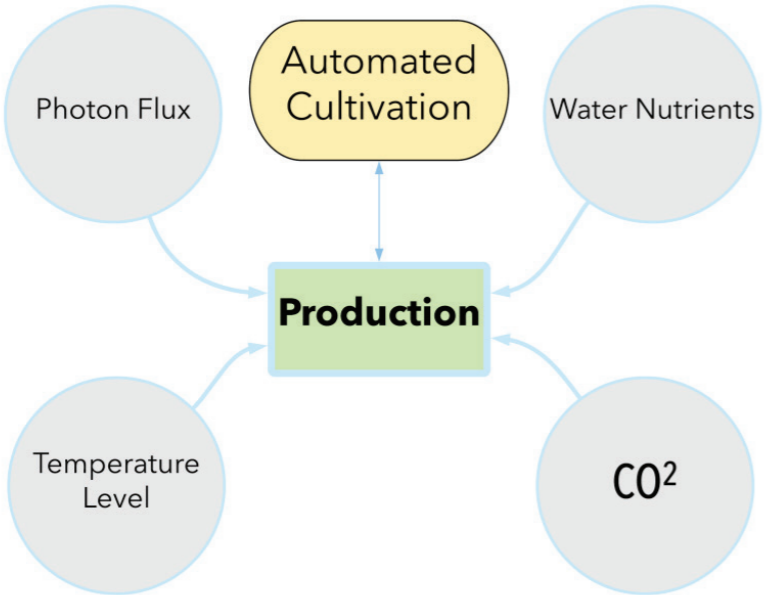 Photon Flux
Automated
Cultivation
Water Nutrients
Production
Temperature
Level
CO²